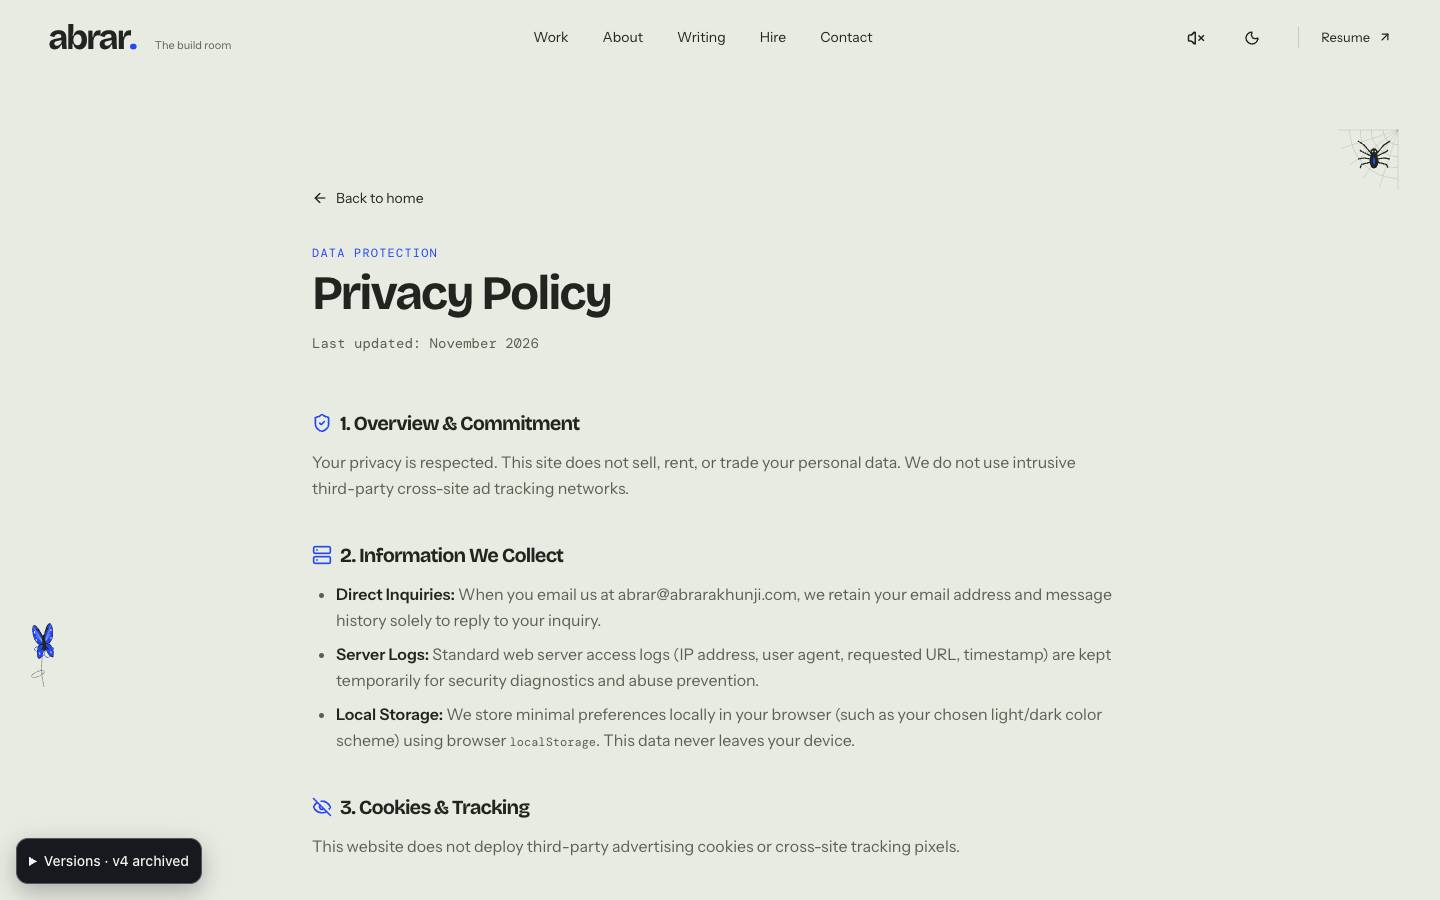 abrar.
The build room
Work
About
Writing
Hire
Contact
Resume
Back to home
DATA PROTECTION
Privacy Policy
Last updated: November 2026
1. Overview & Commitment
Your privacy is respected. This site does not sell, rent, or trade your personal data. We do not use intrusive
third-party cross-site ad tracking networks.
2. Information We Collect
• Direct Inquiries: When you email us at abrar@abrarakhunji.com, we retain your email address and message
history solely to reply to your inquiry.
• Server Logs: Standard web server access logs (IP address, user agent, requested URL, timestamp) are kept
temporarily for security diagnostics and abuse prevention.
• Local Storage: We store minimal preferences locally in your browser (such as your chosen light/dark color
scheme) using browser localStorage. This data never leaves your device.
3. Cookies & Tracking
This website does not deploy third-party advertising cookies or cross-site tracking pixels.
Versions · v4 archived